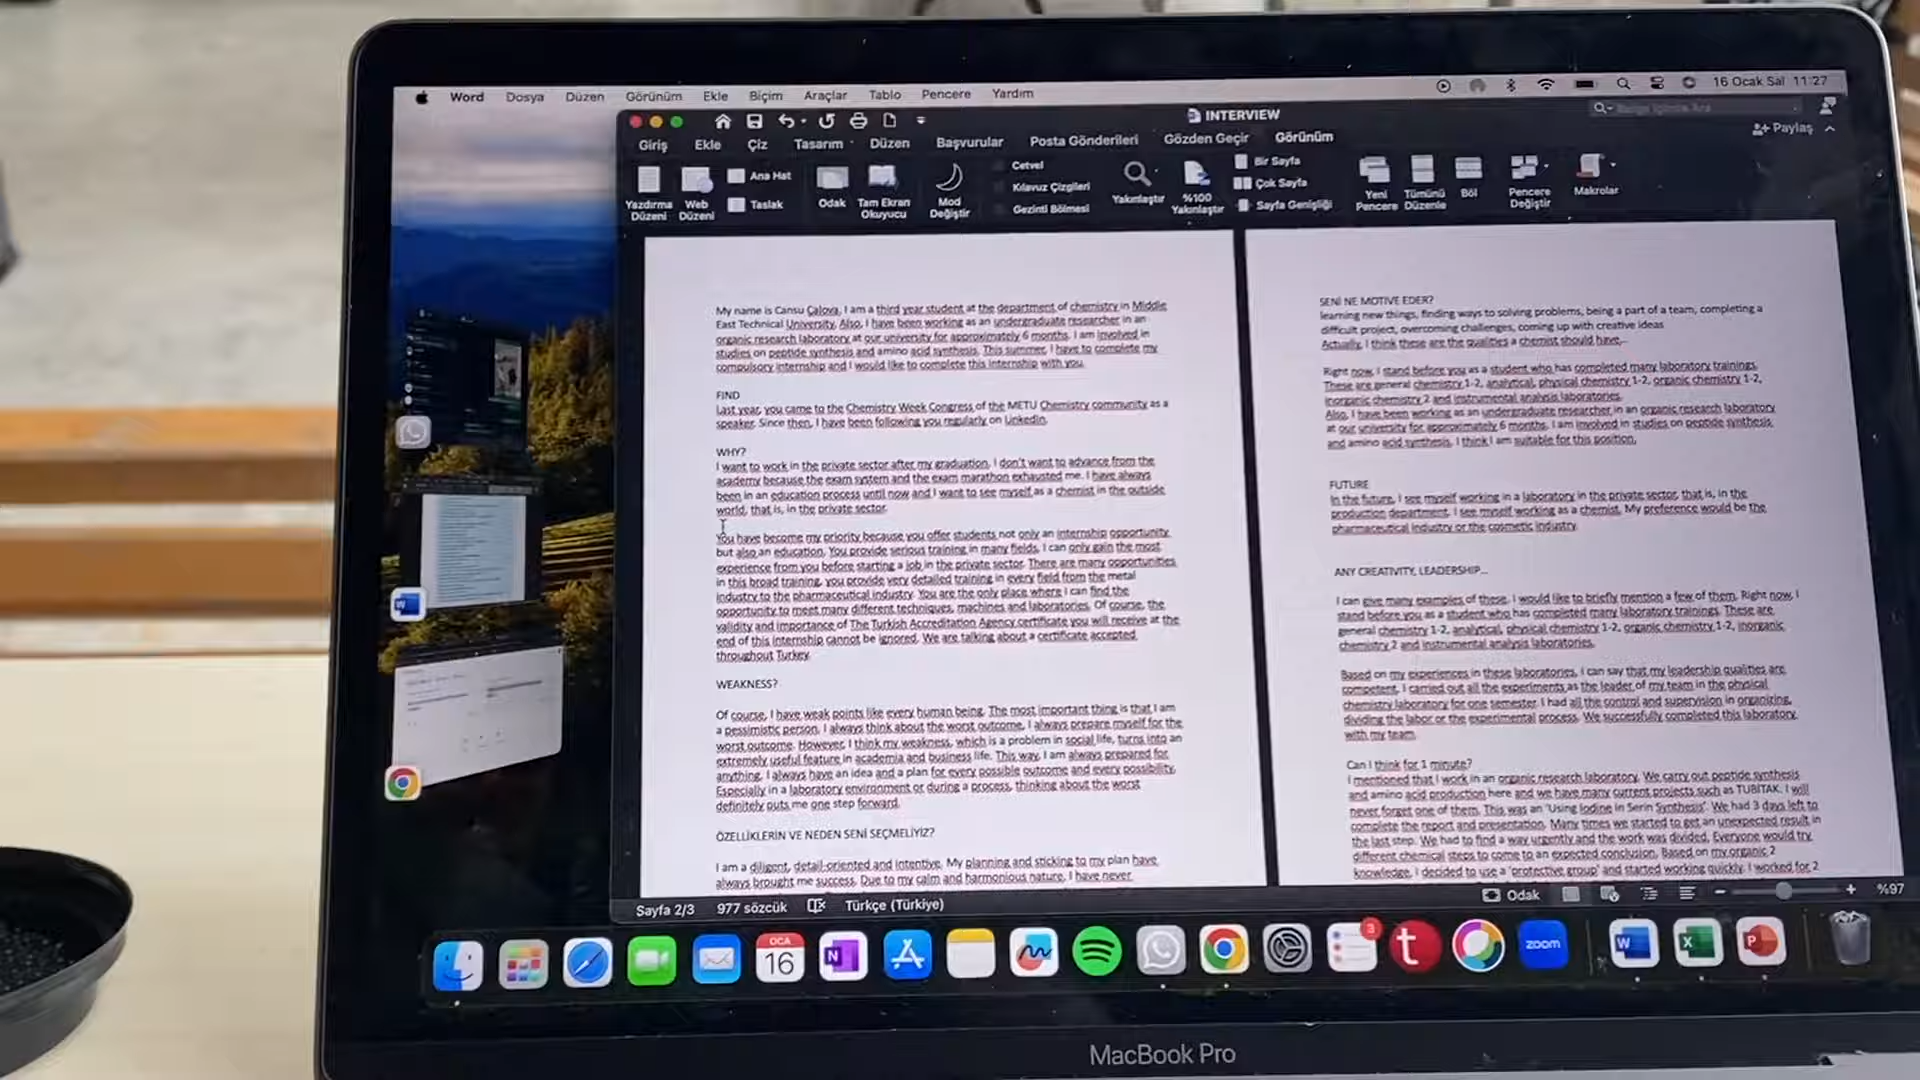 Word Dosya Düzen Görünüm Ekle Biçim Araçlar Tablo Pencere Yardım
16 Ocak Sal 11:27
INTERVIEW
Giriş Ekle Çiz Tasarım Düzen Başvurular Posta Gönderileri Gözden Geçir Görünüm
Paylaş
Yazdırma Düzeni
Web Düzeni
Ana Hat
Taslak
Odak
Tam Ekran Okuyucu
Mod Değiştir
Cetvel
Kılavuz Çizgileri
Gezinti Bölmesi
Yakınlaştır
%100 Yakınlaştır
Bir Sayfa
Çok Sayfa
Sayfa Genişliği
Yeni Pencere
Tümünü Düzenle
Böl
Pencere Değiştir
Makrolar
My name is Cansu Çalova, I am a third year student at the department of chemistry in Middle
East Technical University. Also, I have been working as an undergraduate researcher in an
organic research laboratory at our university for approximately 6 months. I am involved in
studies on peptide synthesis and amino acid synthesis. This summer, I have to complete my
compulsory internship and I would like to complete this internship with you.
FIND
Last year, you came to the Chemistry Week Congress of the METU Chemistry community as a
speaker. Since then, I have been following you regularly on LinkedIn.
WHY?
I want to work in the private sector after my graduation. I don't want to advance from the
academy because the exam system and the exam marathon exhausted me. I have always
been in an education process until now and I want to see myself as a chemist in the outside
world, that is, in the private sector.
You have become my priority because you offer students not only an internship opportunity
but also an education. You provide serious training in many fields. I can only gain the most
experience from you before starting a job in the private sector. There are many opportunities
in this broad training, you provide very detailed training in every field from the metal
industry to the pharmaceutical industry. You are the only place where I can find the
opportunity to meet many different techniques, machines and laboratories. Of course, the
validity and importance of The Turkish Accreditation Agency certificate you will receive at the
end of this internship cannot be ignored. We are talking about a certificate accepted
throughout Turkey.
WEAKNESS?
Of course, I have weak points like every human being. The most important thing is that I am
a pessimistic person. I always think about the worst outcome. I always prepare myself for the
worst outcome. However, I think my weakness, which is a problem in social life, turns into an
extremely useful feature in academia and business life. This way, I am always prepared for
anything. I always have an idea and a plan for every possible outcome and every possibility.
Especially in a laboratory environment or during a process, thinking about the worst
definitely puts me one step forward.
ÖZELLİKLERİN VE NEDEN SENİ SEÇMELİYİZ?
I am a diligent, detail-oriented and intentive. My planning and sticking to my plan have
always brought me success. Due to my calm and harmonious nature, I have never
SENİ NE MOTIVE EDER?
learning new things, finding ways to solving problems, being a part of a team, completing a
difficult project, overcoming challenges, coming up with creative ideas
Actually, I think these are the qualities a chemist should have,..
Right now, I stand before you as a student who has completed many laboratory trainings.
These are general chemistry 1-2, analytical, physical chemistry 1-2, organic chemistry 1-2,
inorganic chemistry 2 and instrumental analysis laboratories.
Also, I have been working as an undergraduate researcher in an organic research laboratory
at our university for approximately 6 months. I am involved in studies on peptide synthesis
and amino acid synthesis. I think I am suitable for this position.
FUTURE
In the future, I see myself working in a laboratory in the private sector, that is, in the
production department. I see myself working as a chemist. My preference would be the
pharmaceutical industry or the cosmetic industry.
ANY CREATIVITY, LEADERSHIP...
I can give many examples of these. I would like to briefly mention a few of them. Right now, I
stand before you as a student who has completed many laboratory trainings. These are
general chemistry 1-2, analytical, physical chemistry 1-2, organic chemistry 1-2, inorganic
chemistry 2 and instrumental analysis laboratories.
Based on my experiences in these laboratories, I can say that my leadership qualities are
competent. I carried out all the experiments as the leader of my team in the physical
chemistry laboratory for one semester. I had all the control and supervision in organizing,
dividing the labor or the experimental process. We successfully completed this laboratory
with my team.
Can I think for 1 minute?
I mentioned that I work in an organic research laboratory. We carry out peptide synthesis
and amino acid production here and we have many current projects such as TUBİTAK. I will
never forget one of them. This was an 'Using Iodine in Serin Synthesis'. We had 3 days left to
complete the report and presentation. Many times we started to get an unexpected result in
the last step. We had to find a way urgently and the work was divided. Everyone would try
different chemical steps to come to an expected conclusion. Based on my organic 2
knowledge, I decided to use a 'protective group' and started working quickly. I worked for 2
Sayfa 2/3 977 sözcük Türkçe (Türkiye)
Odak %97
OCA
16
3
zoom
MacBook Pro